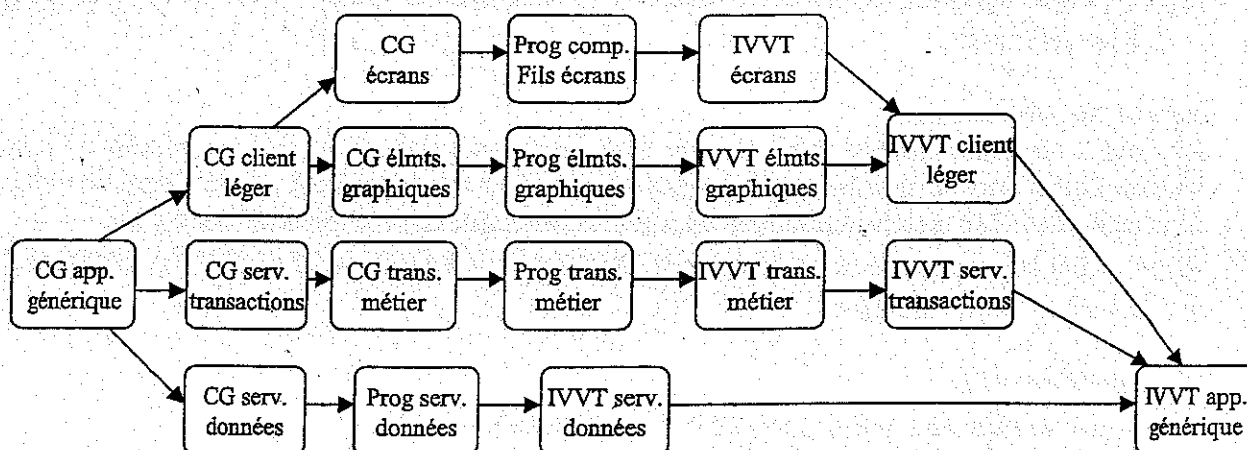 CG
écrans
Prog comp.
Fils écrans
IVVT
écrans
CG client
léger
CG élmts.
graphiques
Prog élmts.
graphiques
IVVT élmts.
graphiques
IVVT client
léger
CG app.
générique
CG serv.
transactions
CG trans.
métier
Prog trans.
métier
IVVT trans.
métier
IVVT serv.
transactions
CG serv.
données
Prog serv.
données
IVVT serv.
données
IVVT app.
générique